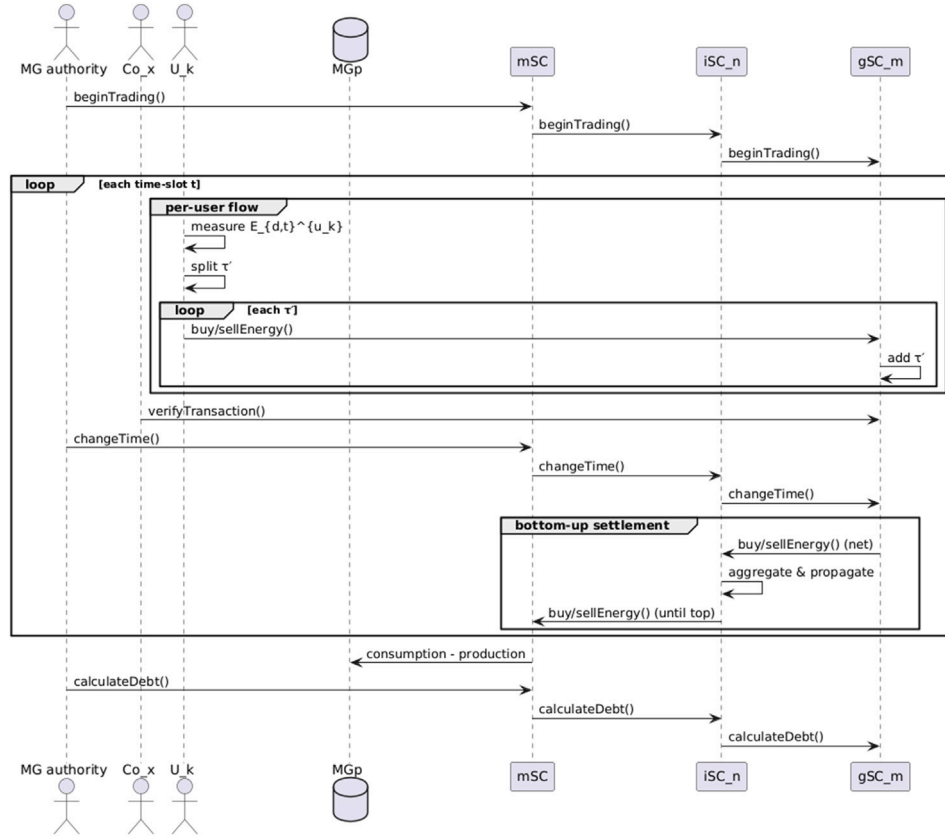 MG authority Co_x U_k MGp mSC iSC_n gSC_m
beginTrading()
beginTrading()
beginTrading()
loop [each time-slot t]
per-user flow
measure E_{d,t}^{u_k}
split τ′
loop [each τ′]
buy/sellEnergy()
add τ′
verifyTransaction()
changeTime()
changeTime()
changeTime()
bottom-up settlement
buy/sellEnergy() (net)
aggregate & propagate
buy/sellEnergy() (until top)
consumption - production
calculateDebt()
calculateDebt()
calculateDebt()
MG authority Co_x U_k MGp mSC iSC_n gSC_m